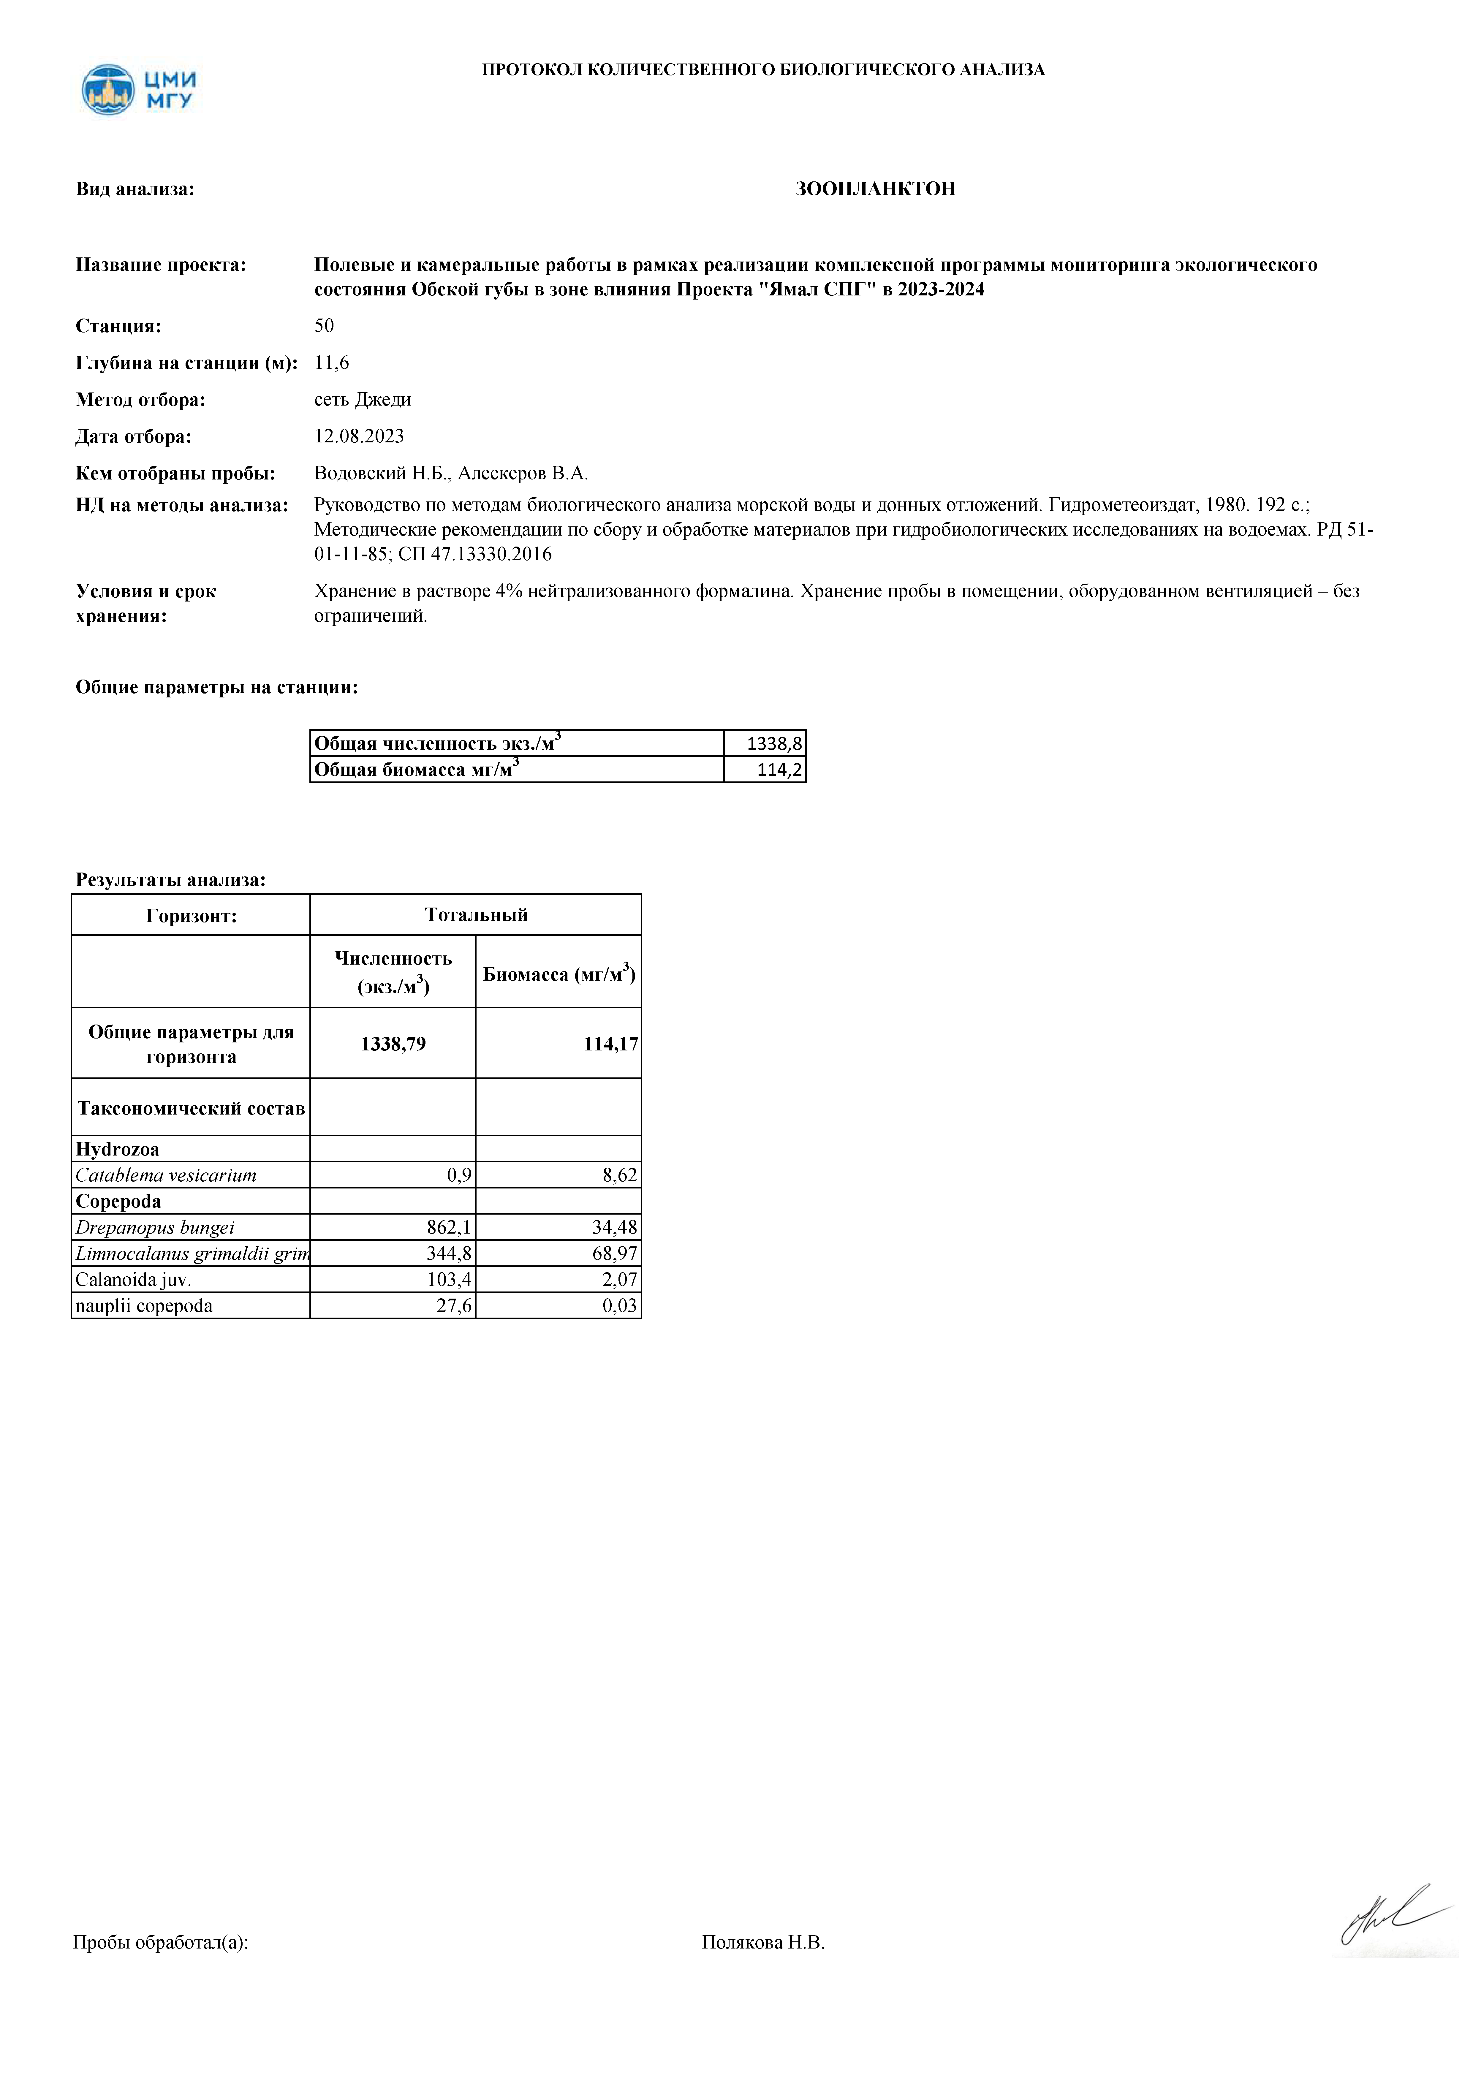 ЦМИ
МГУ
ПРОТОКОЛ КОЛИЧЕСТВЕННОГО БИОЛОГИЧЕСКОГО АНАЛИЗА
Вид анализа: ЗООПЛАНКТОН
Название проекта: Полевые и камеральные работы в рамках реализации комплексной программы мониторинга экологического
состояния Обской губы в зоне влияния Проекта "Ямал СПГ" в 2023-2024
Станция: 50
Глубина на станции (м): 11,6
Метод отбора: сеть Джеди
Дата отбора: 12.08.2023
Кем отобраны пробы: Водовский Н.Б., Алескеров В.А.
НД на методы анализа: Руководство по методам биологического анализа морской воды и донных отложений. Гидрометеоиздат, 1980. 192 с.;
Методические рекомендации по сбору и обработке материалов при гидробиологических исследованиях на водоемах. РД 51-
01-11-85; СП 47.13330.2016
Условия и срок Хранение в растворе 4% нейтрализованного формалина. Хранение пробы в помещении, оборудованном вентиляцией – без
хранения: ограничений.
Общие параметры на станции:
Общая численность экз./м³ 1338,8
Общая биомасса мг/м³ 114,2
Результаты анализа:
Горизонт: Тотальный
Численность
(экз./м³) Биомасса (мг/м³)
Общие параметры для
горизонта 1338,79 114,17
Таксономический состав
Hydrozoa
Catablema vesicarium 0,9 8,62
Copepoda
Drepanopus bungei 862,1 34,48
Limnocalanus grimaldii grim 344,8 68,97
Calanoida juv. 103,4 2,07
nauplii copepoda 27,6 0,03
Пробы обработал(а): Полякова Н.В.